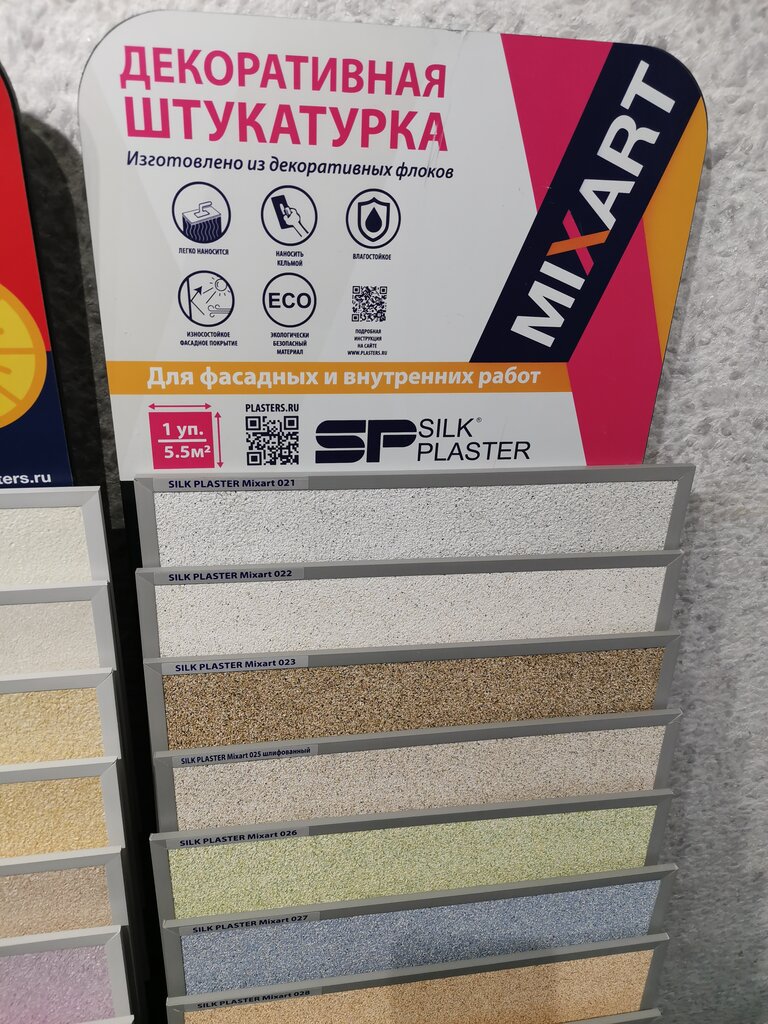 ДЕКОРАТИВНАЯ
ШТУКАТУРКА
Изготовлено из декоративных флоков
MIXART
ЛЕГКО НАНОСИТСЯ
НАНОСИТЬ
КЕЛЬМОЙ
ВЛАГОСТОЙКОЕ
ИЗНОСОСТОЙКОЕ
ФАСАДНОЕ ПОКРЫТИЕ
ECO
ЭКОЛОГИЧЕСКИ
БЕЗОПАСНЫЙ
МАТЕРИАЛ
ПОДРОБНАЯ
ИНСТРУКЦИЯ
НА САЙТЕ
WWW.PLASTERS.RU
Для фасадных и внутренних работ
1 уп.
5.5м²
PLASTERS.RU
SP SILK®
PLASTER
ters.ru
SILK PLASTER Mixart 021
SILK PLASTER Mixart 022
SILK PLASTER Mixart 023
SILK PLASTER Mixart 025 шлифованный
SILK PLASTER Mixart 026
SILK PLASTER Mixart 027
SILK PLASTER Mixart 028